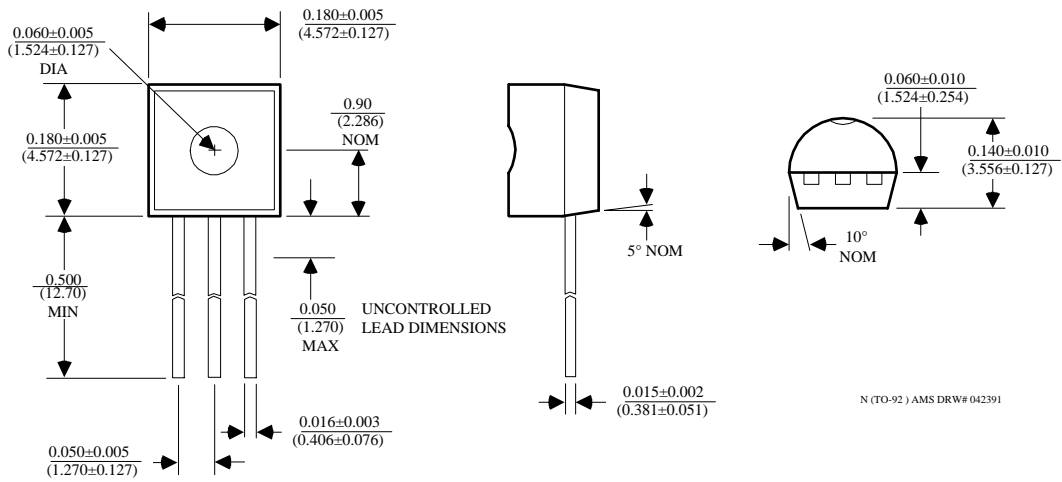 0.180±0.005
(4.572±0.127)
0.060±0.005
(1.524±0.127)
DIA
0.90
(2.286)
NOM
0.180±0.005
(4.572±0.127)
0.500
(12.70)
MIN
0.050
(1.270)
MAX
UNCONTROLLED
LEAD DIMENSIONS
0.016±0.003
(0.406±0.076)
0.050±0.005
(1.270±0.127)
5° NOM
0.015±0.002
(0.381±0.051)
0.060±0.010
(1.524±0.254)
0.140±0.010
(3.556±0.127)
10°
NOM
N (TO-92 ) AMS DRW# 042391